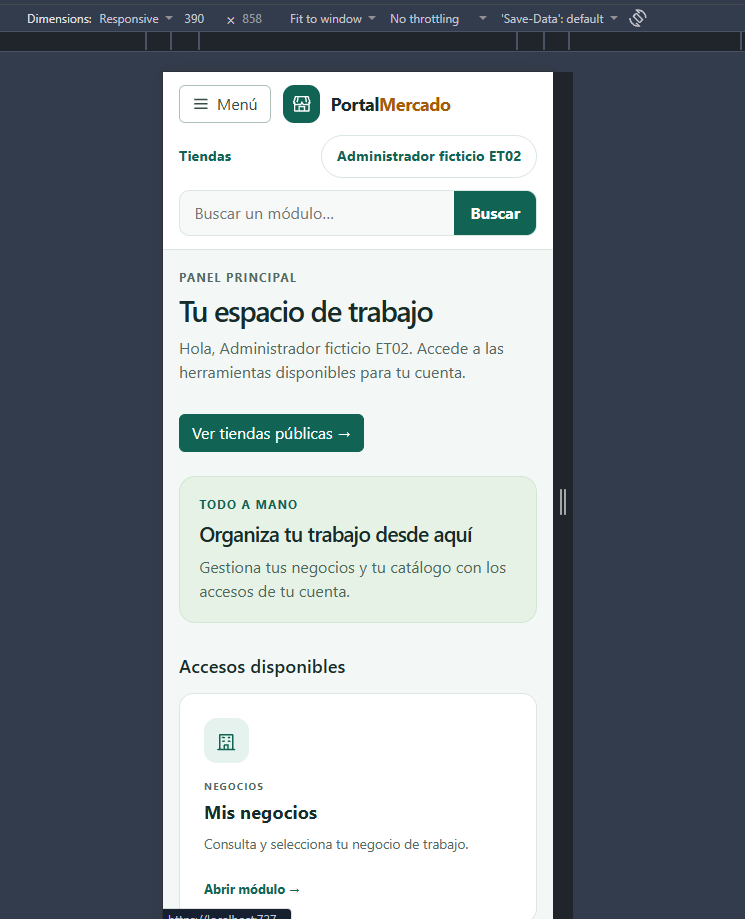 Dimensions: Responsive 390 × 858 Fit to window No throttling 'Save-Data': default
Menú PortalMercado
Tiendas Administrador ficticio ET02
Buscar un módulo... Buscar
PANEL PRINCIPAL
Tu espacio de trabajo
Hola, Administrador ficticio ET02. Accede a las
herramientas disponibles para tu cuenta.
Ver tiendas públicas →
TODO A MANO
Organiza tu trabajo desde aquí
Gestiona tus negocios y tu catálogo con los
accesos de tu cuenta.
Accesos disponibles
NEGOCIOS
Mis negocios
Consulta y selecciona tu negocio de trabajo.
Abrir módulo →